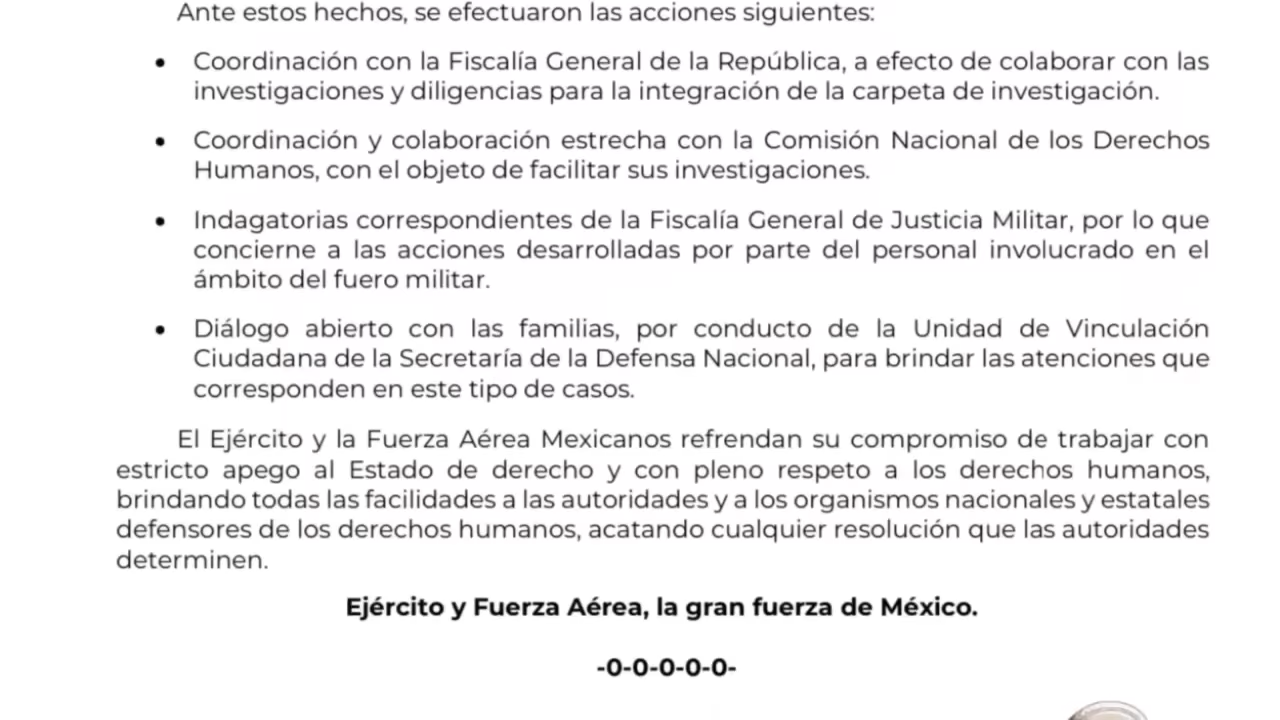 Ante estos hechos, se efectuaron las acciones siguientes:
• Coordinación con la Fiscalía General de la República, a efecto de colaborar con las
investigaciones y diligencias para la integración de la carpeta de investigación.
• Coordinación y colaboración estrecha con la Comisión Nacional de los Derechos
Humanos, con el objeto de facilitar sus investigaciones.
• Indagatorias correspondientes de la Fiscalía General de Justicia Militar, por lo que
concierne a las acciones desarrolladas por parte del personal involucrado en el
ámbito del fuero militar.
• Diálogo abierto con las familias, por conducto de la Unidad de Vinculación
Ciudadana de la Secretaría de la Defensa Nacional, para brindar las atenciones que
corresponden en este tipo de casos.
El Ejército y la Fuerza Aérea Mexicanos refrendan su compromiso de trabajar con
estricto apego al Estado de derecho y con pleno respeto a los derechos humanos,
brindando todas las facilidades a las autoridades y a los organismos nacionales y estatales
defensores de los derechos humanos, acatando cualquier resolución que las autoridades
determinen.
Ejército y Fuerza Aérea, la gran fuerza de México.
-0-0-0-0-0-